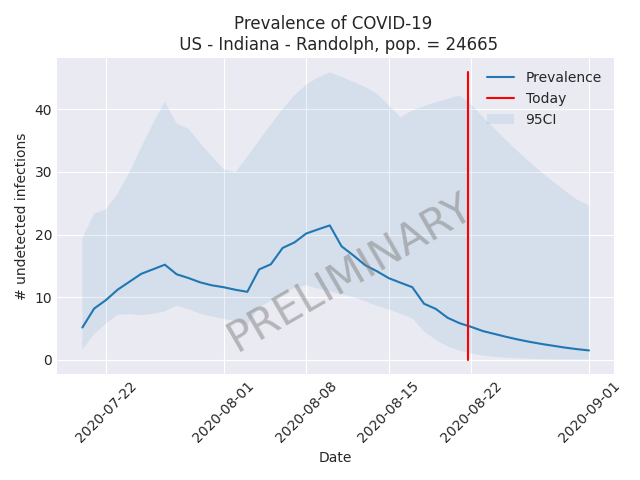 Prevalence of COVID-19
US - Indiana - Randolph, pop. = 24665
Prevalence
Today
95CI
# undetected infections
40
30
20
10
0
PRELIMINARY
2020-07-22
2020-08-01
2020-08-08
2020-08-15
2020-08-22
2020-09-01
Date